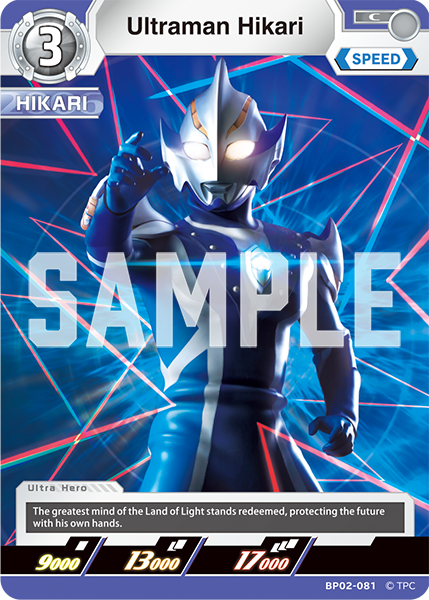 3
Ultraman Hikari
C
SPEED
HIKARI
SAMPLE
Ultra Hero
The greatest mind of the Land of Light stands redeemed, protecting the future
with his own hands.
9000 13000 17000
BP02-081 © TPC